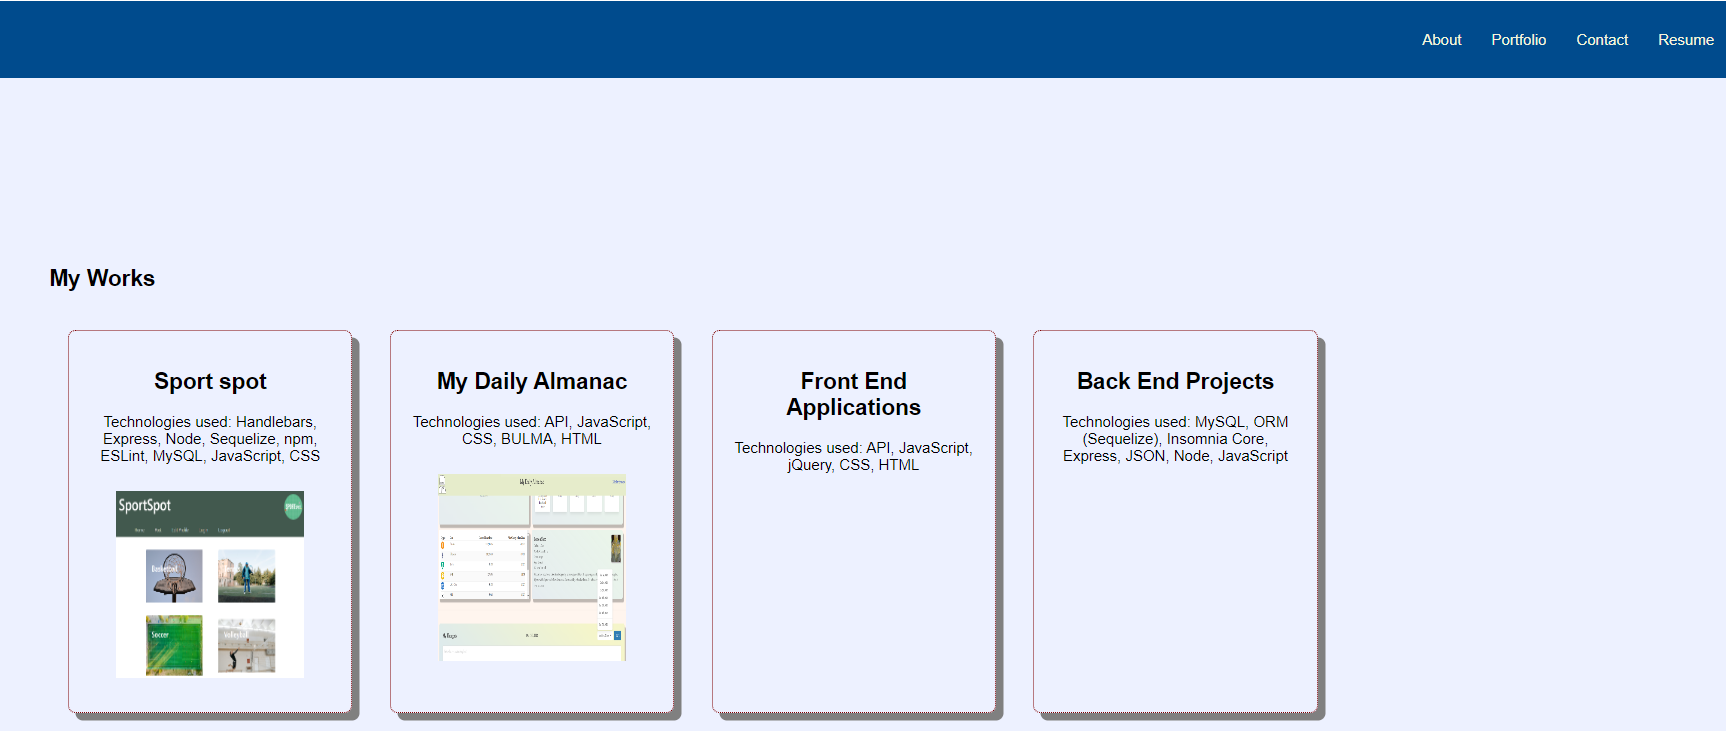 About Portfolio Contact Resume
My Works
Sport spot
Technologies used: Handlebars,
Express, Node, Sequelize, npm,
ESLint, MySQL, JavaScript, CSS
SportSpot
Basketball
Soccer
Volleyball
My Daily Almanac
Technologies used: API, JavaScript,
CSS, BULMA, HTML
My Daily Almanac
Front End
Applications
Technologies used: API, JavaScript,
jQuery, CSS, HTML
Back End Projects
Technologies used: MySQL, ORM
(Sequelize), Insomnia Core,
Express, JSON, Node, JavaScript